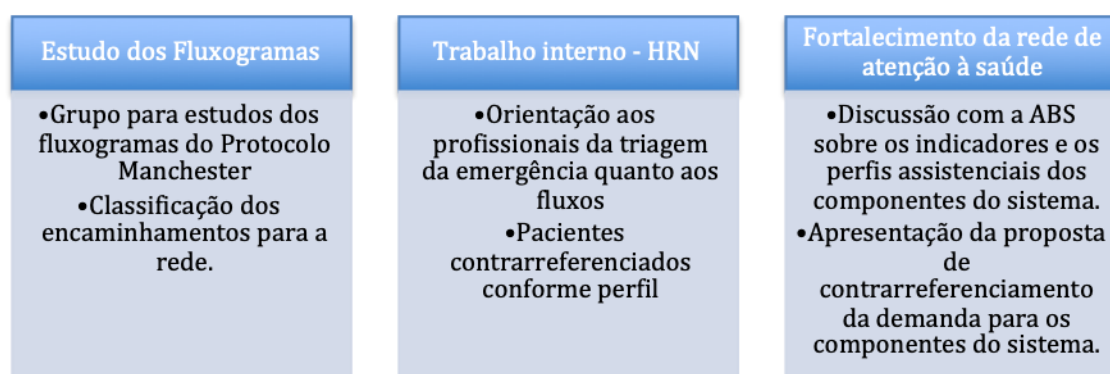 Estudo dos Fluxogramas
•Grupo para estudos dos
fluxogramas do Protocolo
Manchester
•Classificação dos
encaminhamentos para a
rede.
Trabalho interno - HRN
•Orientação aos
profissionais da triagem
da emergência quanto aos
fluxos
•Pacientes
contrarreferenciados
conforme perfil
Fortalecimento da rede de
atenção à saúde
•Discussão com a ABS
sobre os indicadores e os
perfis assistenciais dos
componentes do sistema.
•Apresentação da proposta
de
contrarreferenciamento
da demanda para os
componentes do sistema.